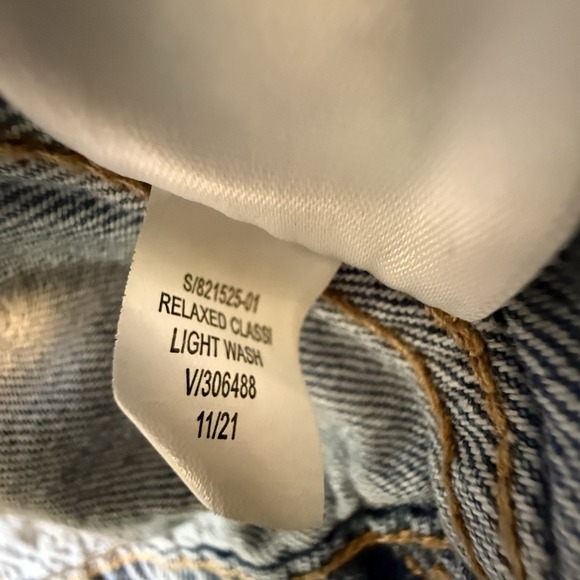 S/821525-01
RELAXED CLASSI
LIGHT WASH
V/306488
11/21